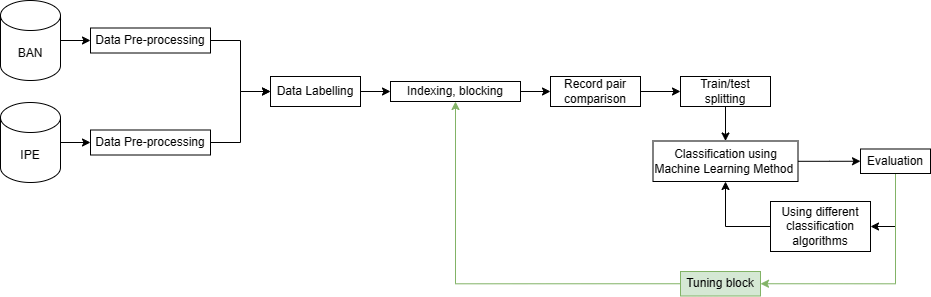 BAN
Data Pre-processing
IPE
Data Pre-processing
Data Labelling
Indexing, blocking
Record pair
comparison
Train/test
splitting
Classification using
Machine Learning Method
Evaluation
Using different
classification
algorithms
Tuning block